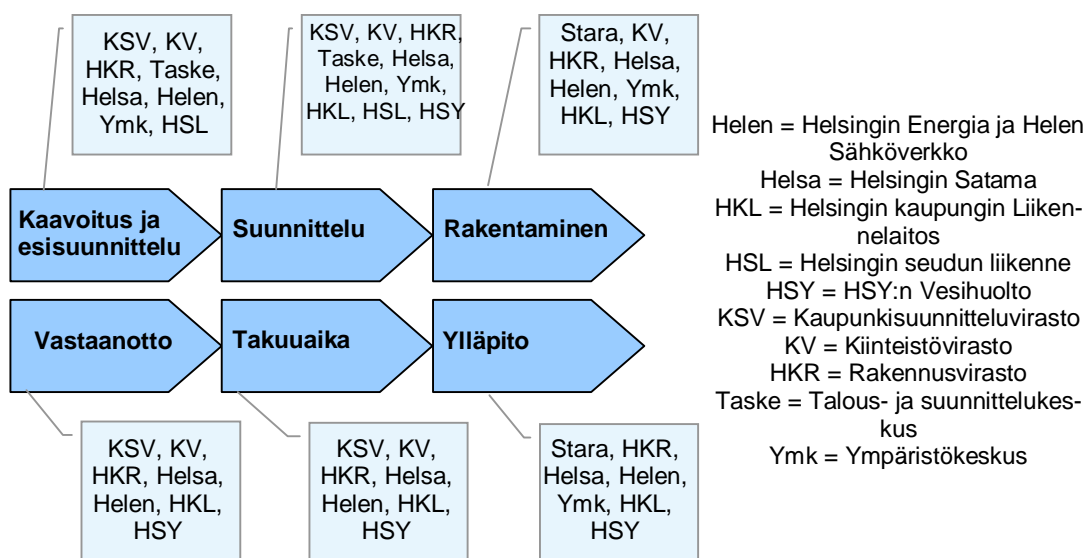 KSV, KV,
HKR, Taske,
Helsa, Helen,
Ymk, HSL
KSV, KV, HKR,
Taske, Helsa,
Helen, Ymk,
HKL, HSL, HSY
Stara, KV,
HKR, Helsa,
Helen, Ymk,
HKL, HSY
Kaavoitus ja
esisuunnittelu
Suunnittelu
Rakentaminen
Vastaanotto
Takuuaika
Ylläpito
KSV, KV,
HKR, Helsa,
Helen, HKL,
HSY
KSV, KV,
HKR, Helsa,
Helen, HKL,
HSY
Stara, HKR,
Helsa, Helen,
Ymk, HKL,
HSY
Helen = Helsingin Energia ja Helen
Sähköverkko
Helsa = Helsingin Satama
HKL = Helsingin kaupungin Liiken-
nelaitos
HSL = Helsingin seudun liikenne
HSY = HSY:n Vesihuolto
KSV = Kaupunkisuunnitteluvirasto
KV = Kiinteistövirasto
HKR = Rakennusvirasto
Taske = Talous- ja suunnittelukes-
kus
Ymk = Ympäristökeskus